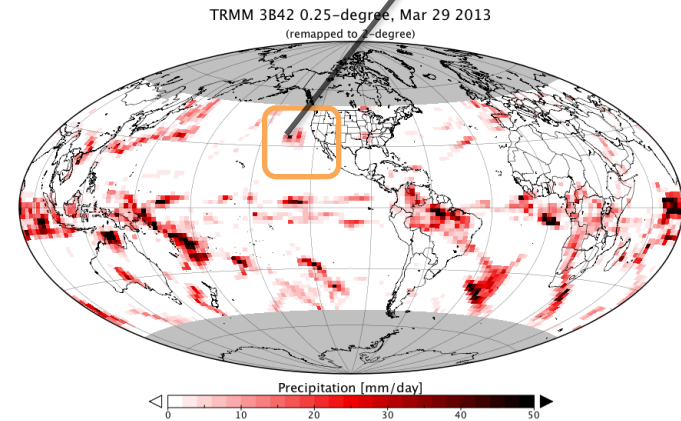 TRMM 3B42 0.25-degree, Mar 29 2013
(remapped to 2-degree)
Precipitation [mm/day]
0 10 20 30 40 50